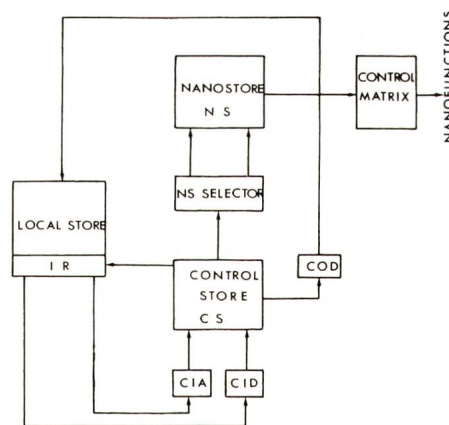 NANOSTORE
N S
CONTROL
MATRIX
NANOFUNCTIONS
NS SELECTOR
LOCAL STORE
I R
CONTROL
STORE
C S
COD
CIA
CID